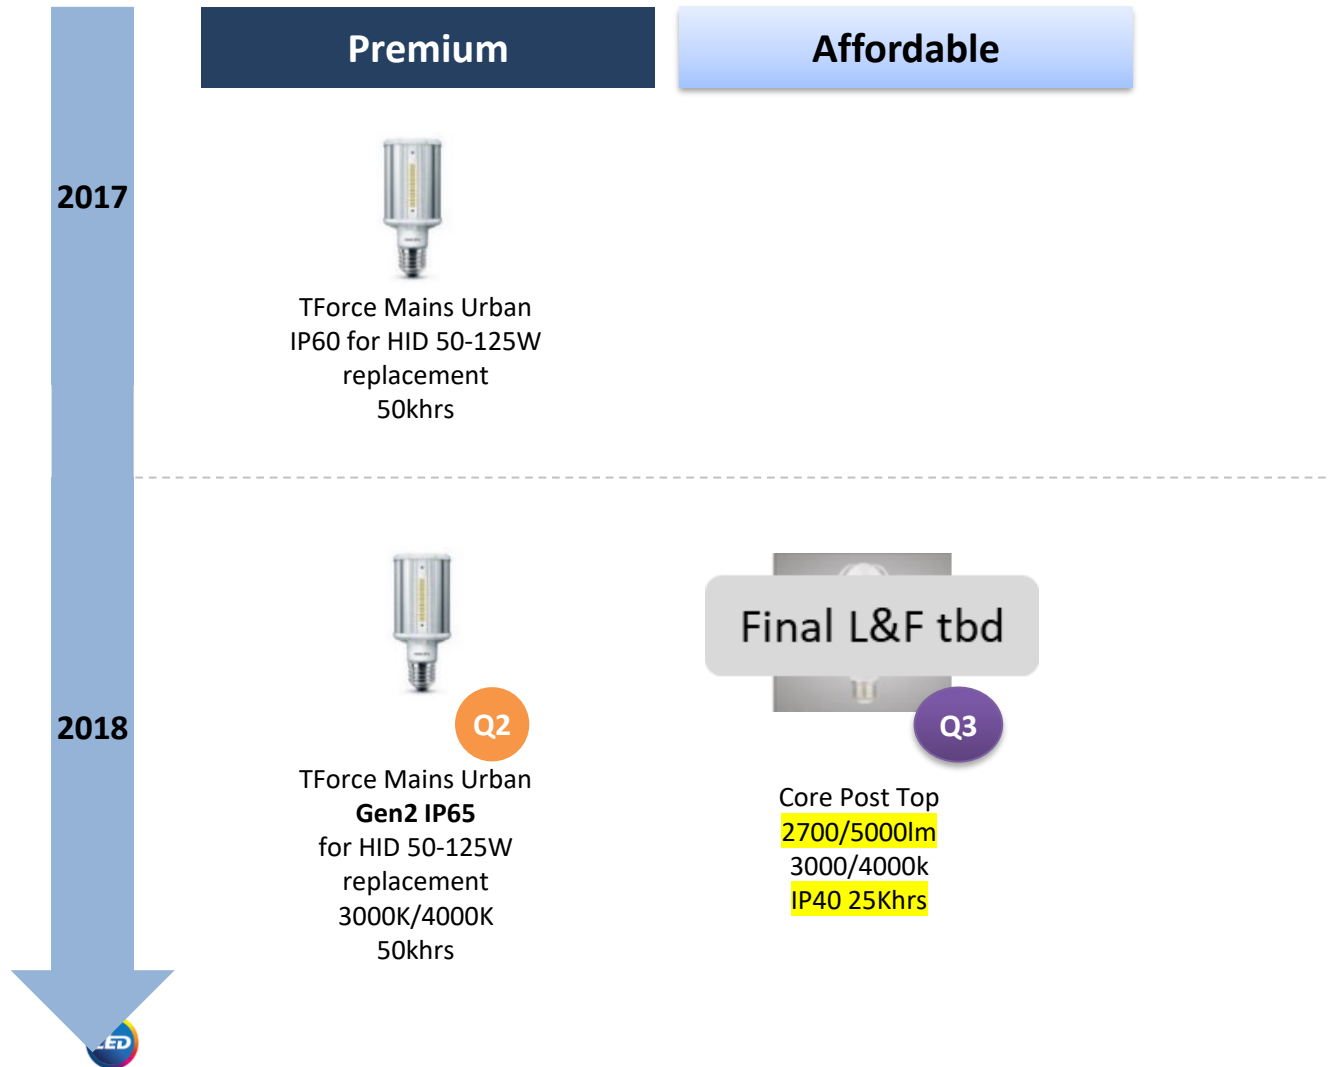 Premium
Affordable
2017
TForce Mains Urban
IP60 for HID 50-125W
replacement
50khrs
2018
Q2
TForce Mains Urban
Gen2 IP65
for HID 50-125W
replacement
3000K/4000K
50khrs
Final L&F tbd
Q3
Core Post Top
2700/5000lm
3000/4000k
IP40 25Khrs